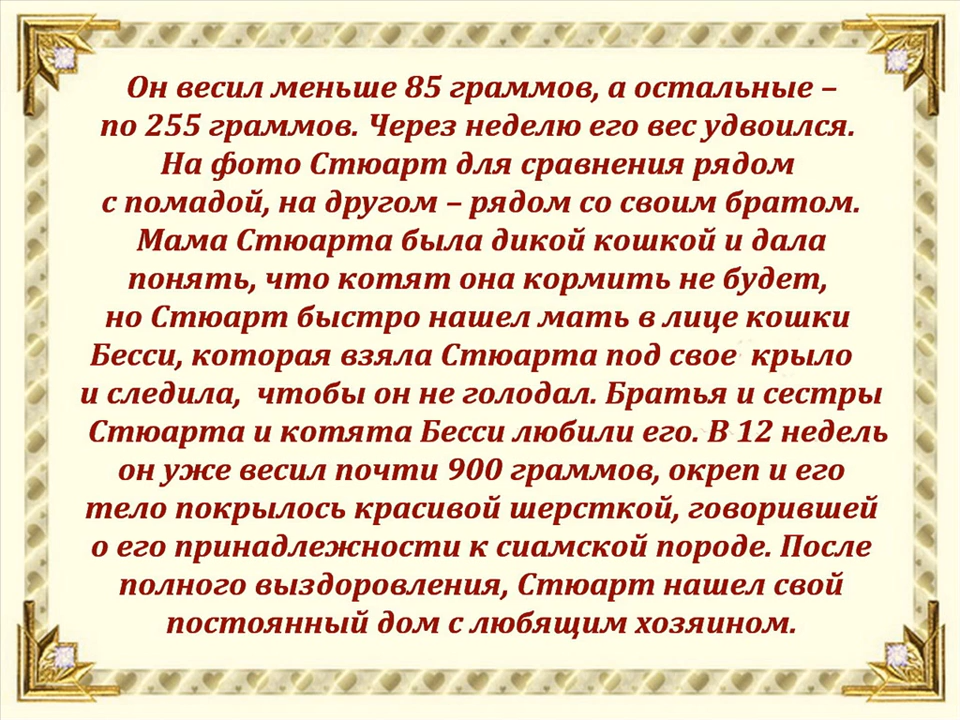 Он весил меньше 85 граммов, а остальные –
по 255 граммов. Через неделю его вес удвоился.
На фото Стюарт для сравнения рядом
с помадой, на другом – рядом со своим братом.
Мама Стюарта была дикой кошкой и дала
понять, что котят она кормить не будет,
но Стюарт быстро нашел мать в лице кошки
Бесси, которая взяла Стюарта под свое крыло
и следила, чтобы он не голодал. Братья и сестры
Стюарта и котята Бесси любили его. В 12 недель
он уже весил почти 900 граммов, окреп и его
тело покрылось красивой шерсткой, говорившей
о его принадлежности к сиамской породе. После
полного выздоровления, Стюарт нашел свой
постоянный дом с любящим хозяином.